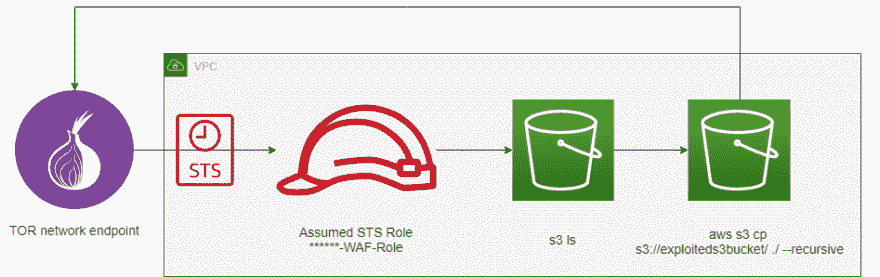 VPC
STS
TOR network endpoint
Assumed STS Role
******-WAF-Role
s3 ls
aws s3 cp
s3://exploiteds3bucket/ ./ --recursive